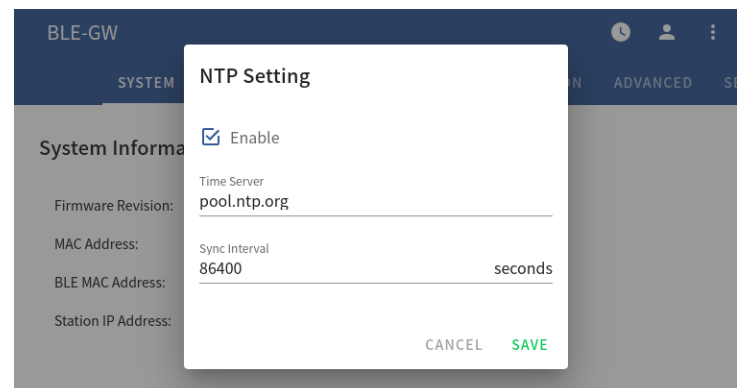 BLE-GW
SYSTEM
ADVANCED
NTP Setting
Enable
System Informa
Time Server
pool.ntp.org
Firmware Revision:
MAC Address:
Sync Interval
86400 seconds
BLE MAC Address:
Station IP Address:
CANCEL SAVE